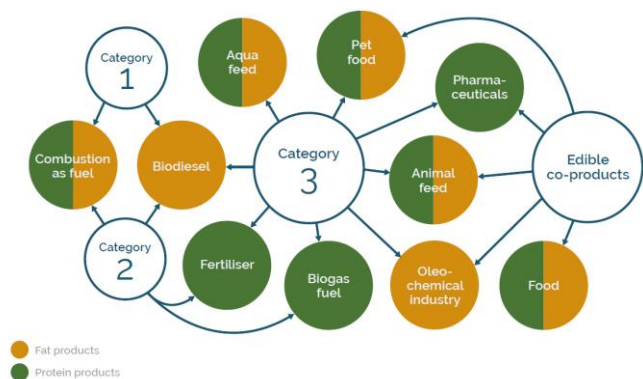 Category
1
Aqua
feed
Pet
food
Pharma-
ceuticals
Combustion
as fuel
Biodiesel
Category
3
Animal
feed
Edible
co-products
Category
2
Fertiliser
Biogas
fuel
Oleo-
chemical
industry
Food
Fat products
Protein products